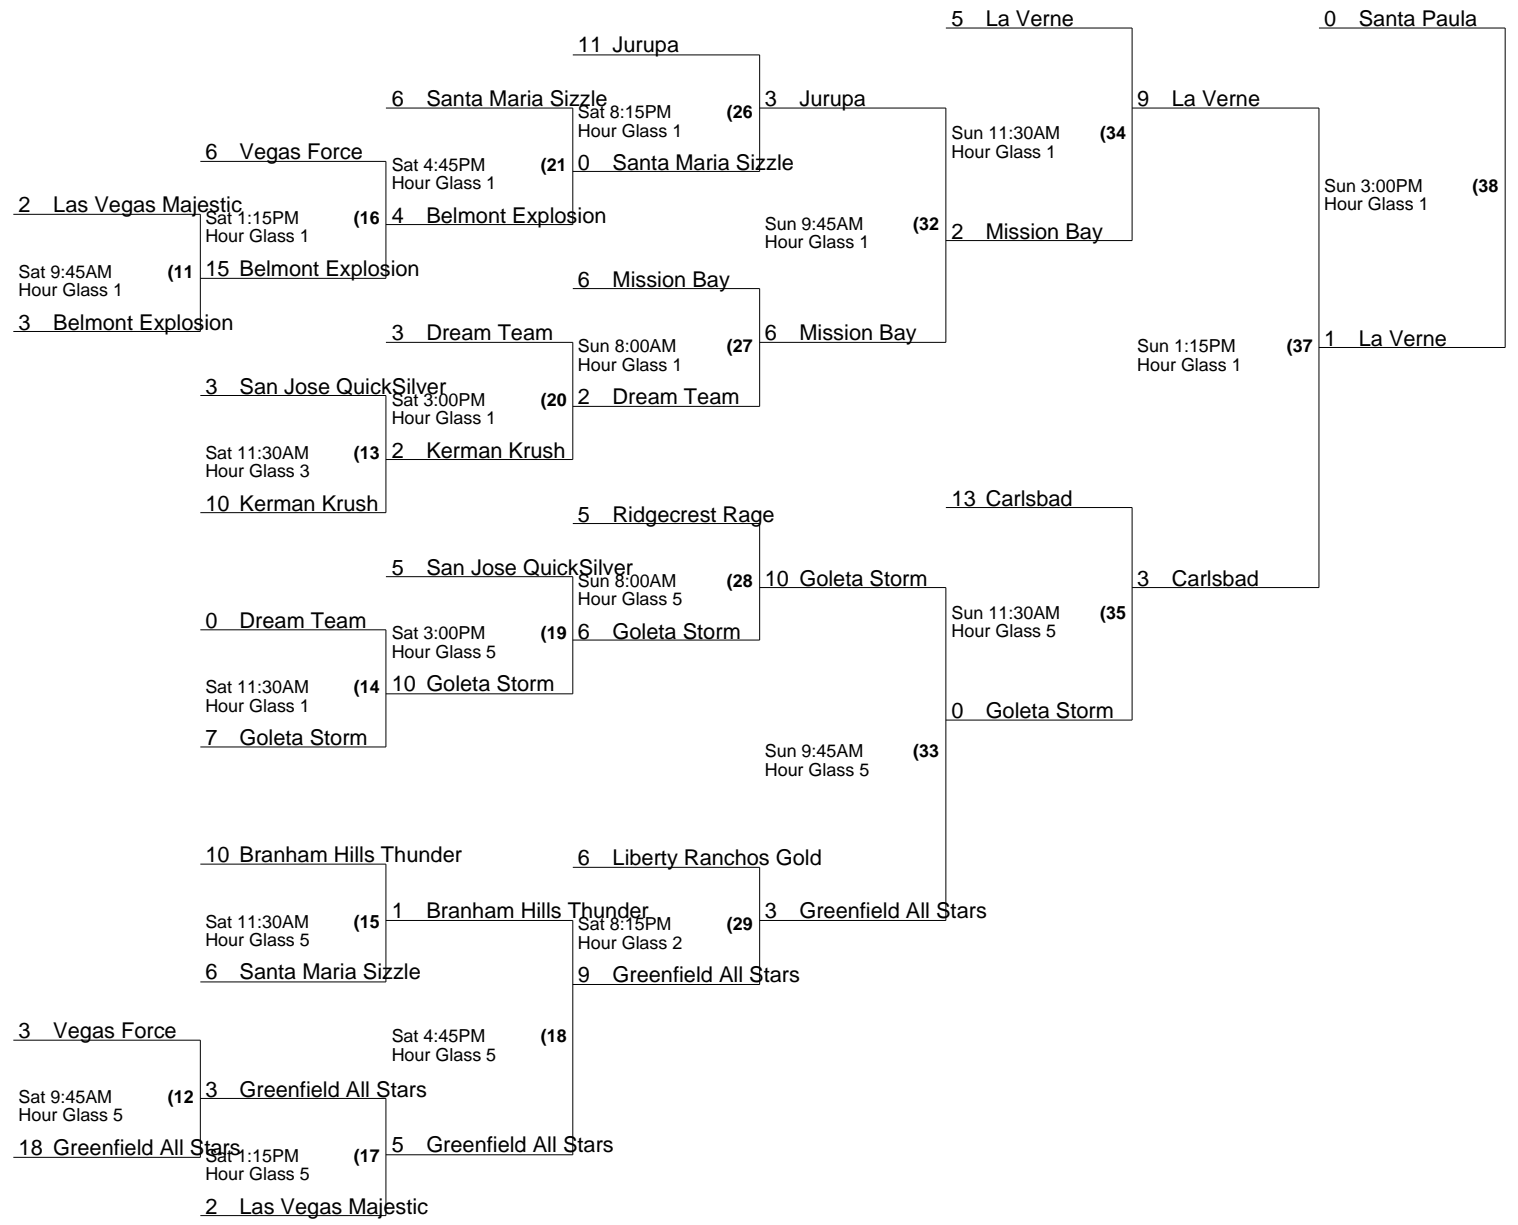 5 La Verne
0 Santa Paula
11 Jurupa
6 Santa Maria Sizzle
3 Jurupa
9 La Verne
Sat 8:15PM (26
Hour Glass 1
Sun 11:30AM (34
Hour Glass 1
6 Vegas Force
Sat 4:45PM (21
Hour Glass 1
0 Santa Maria Sizzle
Sun 3:00PM (38
Hour Glass 1
2 Las Vegas Majestic
Sat 1:15PM (16
Hour Glass 1
4 Belmont Explosion
Sun 9:45AM (32
Hour Glass 1
2 Mission Bay
Sat 9:45AM (11
Hour Glass 1
15 Belmont Explosion
6 Mission Bay
3 Belmont Explosion
3 Dream Team
Sun 8:00AM (27
Hour Glass 1
6 Mission Bay
Sun 1:15PM (37
Hour Glass 1
1 La Verne
3 San Jose QuickSilver
Sat 3:00PM (20
Hour Glass 1
2 Dream Team
Sat 11:30AM (13
Hour Glass 3
2 Kerman Krush
10 Kerman Krush
13 Carlsbad
5 Ridgecrest Rage
5 San Jose QuickSilver
Sun 8:00AM (28
Hour Glass 5
10 Goleta Storm
3 Carlsbad
0 Dream Team
Sat 3:00PM (19
Hour Glass 5
6 Goleta Storm
Sun 11:30AM (35
Hour Glass 5
Sat 11:30AM (14
Hour Glass 1
10 Goleta Storm
0 Goleta Storm
7 Goleta Storm
Sun 9:45AM (33
Hour Glass 5
10 Branham Hills Thunder
6 Liberty Ranchos Gold
Sat 11:30AM (15
Hour Glass 5
1 Branham Hills Thunder
Sat 8:15PM (29
Hour Glass 2
3 Greenfield All Stars
6 Santa Maria Sizzle
9 Greenfield All Stars
3 Vegas Force
Sat 4:45PM (18
Hour Glass 5
Sat 9:45AM (12
Hour Glass 5
3 Greenfield All Stars
18 Greenfield All Stars
Sat 1:15PM (17
Hour Glass 5
5 Greenfield All Stars
2 Las Vegas Majestic